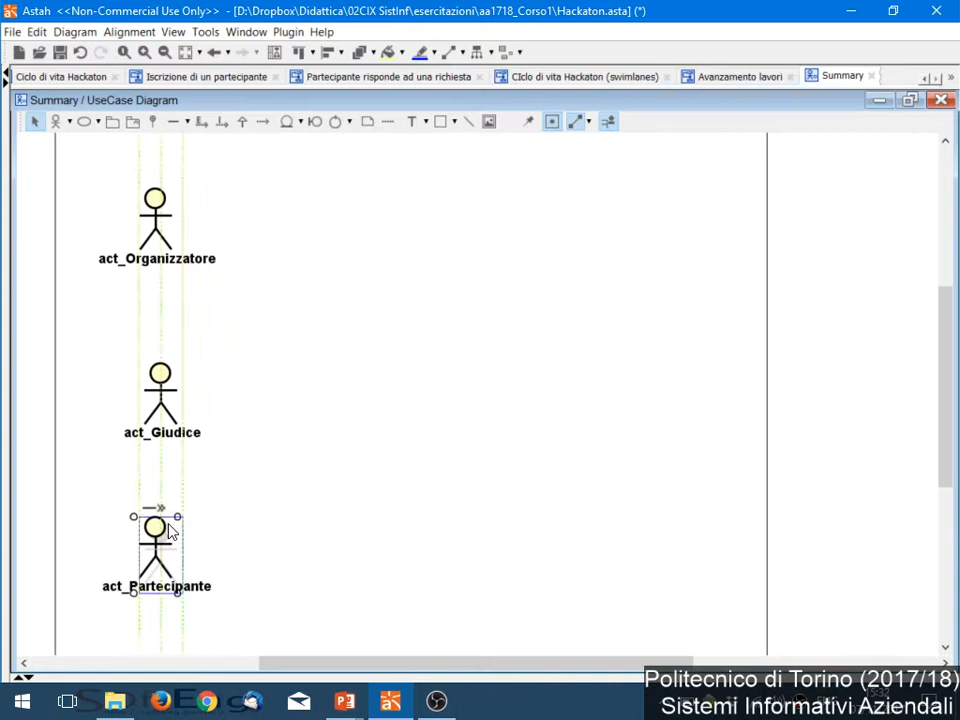 Astah <<Non-Commercial Use Only>> - [D:\Dropbox\Didattica\02CIX SistInf\esercitazioni\aa1718_Corso1\Hackaton.asta] (*)
File Edit Diagram Alignment View Tools Window Plugin Help
Ciclo di vita Hackaton Iscrizione di un partecipante Partecipante risponde ad una richiesta CIclo di vita Hackaton (swimlanes) Avanzamento lavori Summary
Summary / UseCase Diagram
act_Organizzatore
act_Giudice
act_Partecipante
Politecnico di Torino (2017/18)
Sistemi Informativi Aziendali